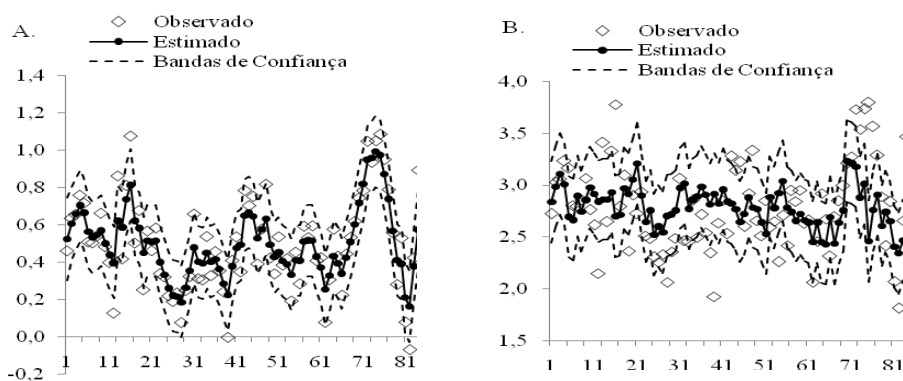 A.
Observado
Estimado
Bandas de Confiança
1,4
1,2
1,0
0,8
0,6
0,4
0,2
0,0
-0,2
1 11 21 31 41 51 61 71 81
B.
Observado
Estimado
Bandas de Confiança
4,0
3,5
3,0
2,5
2,0
1,5
1 11 21 31 41 51 61 71 81